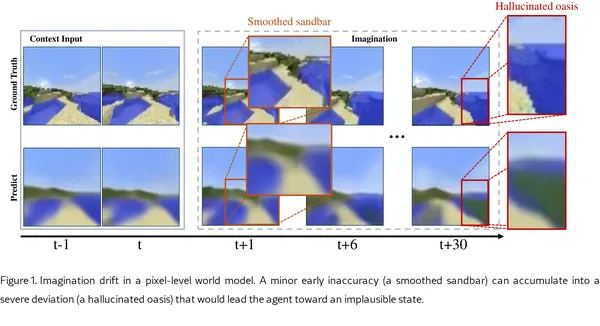 Hallucinated oasis
Smoothed sandbar
Context Input
Imagination
Ground Truth
...
Predict
t-1 t t+1 t+6 t+30
Figure 1. Imagination drift in a pixel-level world model. A minor early inaccuracy (a smoothed sandbar) can accumulate into a
severe deviation (a hallucinated oasis) that would lead the agent toward an implausible state.